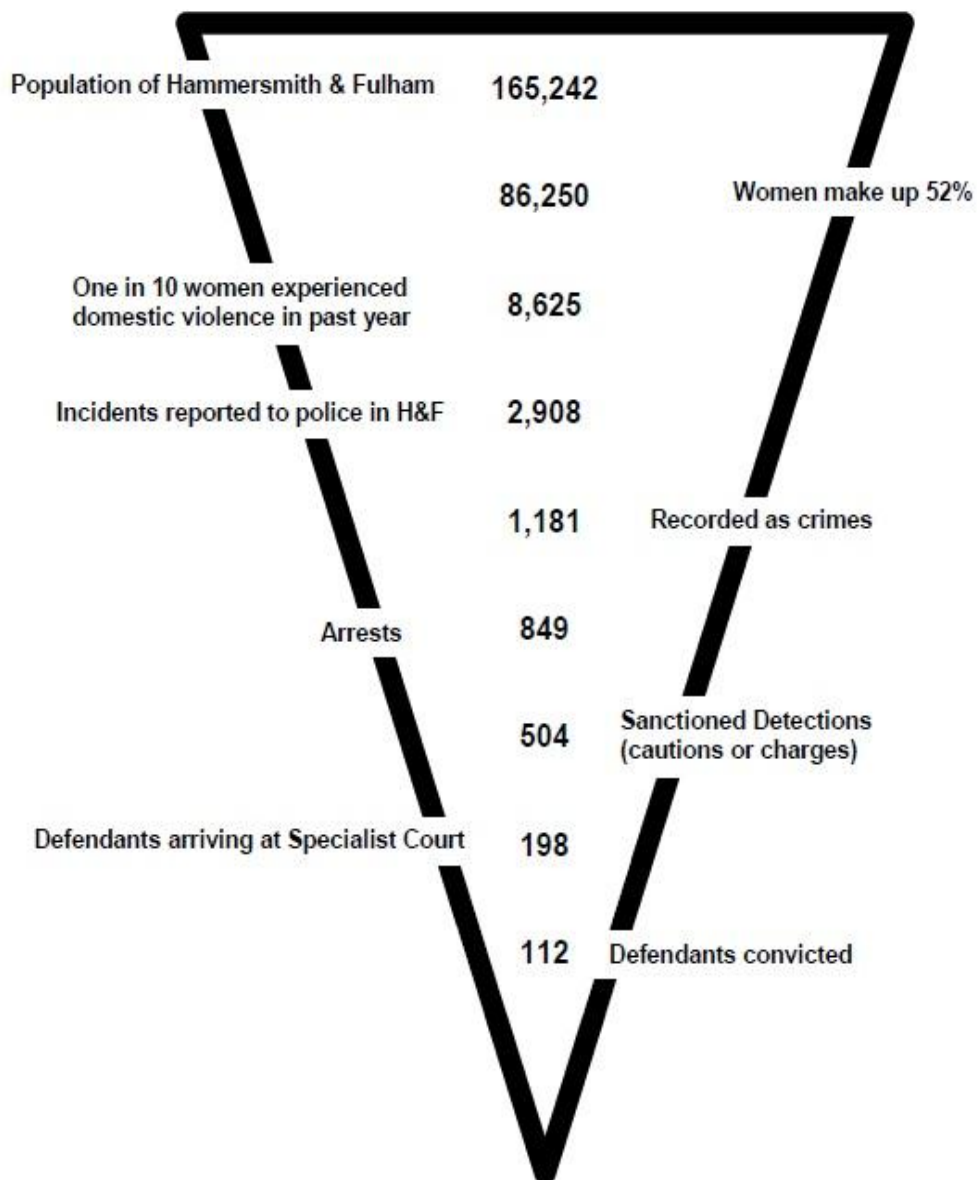 Population of Hammersmith & Fulham 165,242
86,250 Women make up 52%
One in 10 women experienced
domestic violence in past year
8,625
Incidents reported to police in H&F 2,908
1,181 Recorded as crimes
Arrests 849
504
Sanctioned Detections
(cautions or charges)
Defendants arriving at Specialist Court 198
112 Defendants convicted